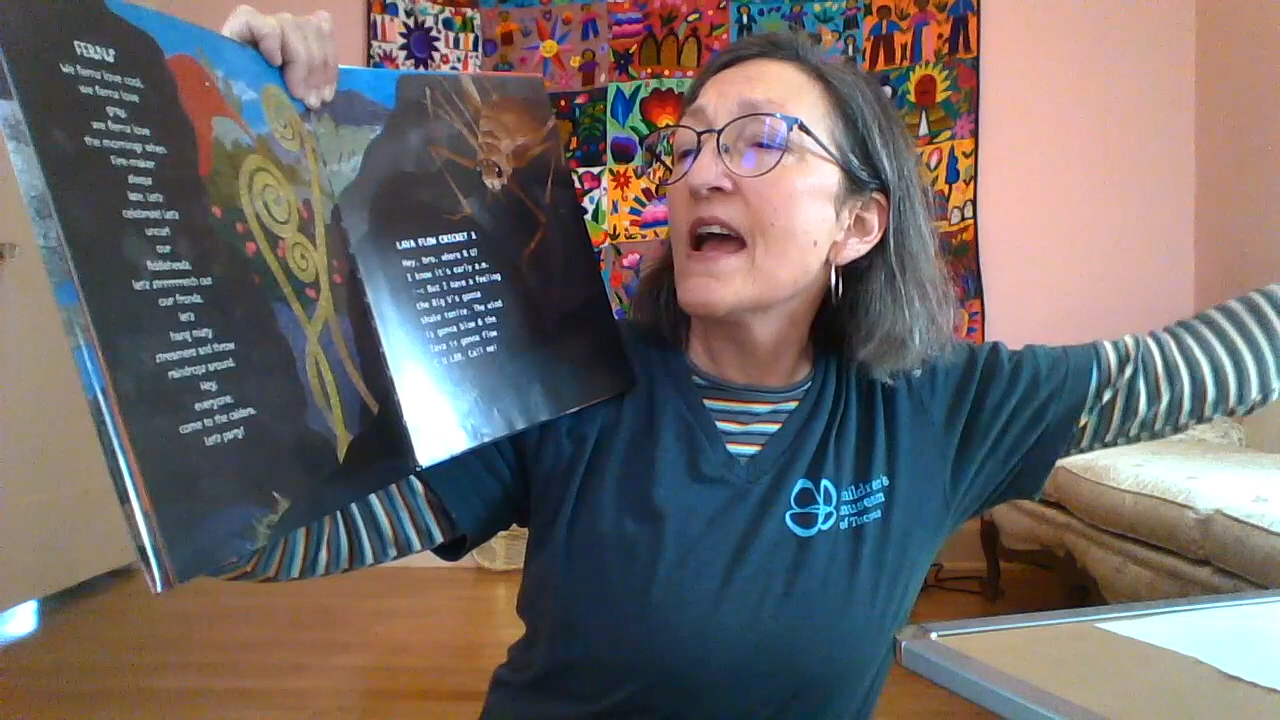 FERNS
We ferns love cool,
we ferns love
gray,
we ferns love
the mornings when
Fire-maker
sleeps
late. Let's
celebrate! Let's
uncurl
our
fiddleheads,
let's strrrrrretch out
our fronds,
let's
hang misty
streamers and throw
raindrops around.
Hey,
everyone,
come to the caldera.
Let's party!
LAVA FLOW CRICKET 1
Hey, bro, where R U?
I know it's early a.m.
But I have a feeling
the Big V's gonna
shake tonite. The wind
is gonna blow & the
lava is gonna flow
C U L8R. Call me!
Children's
Museum
of Tucson